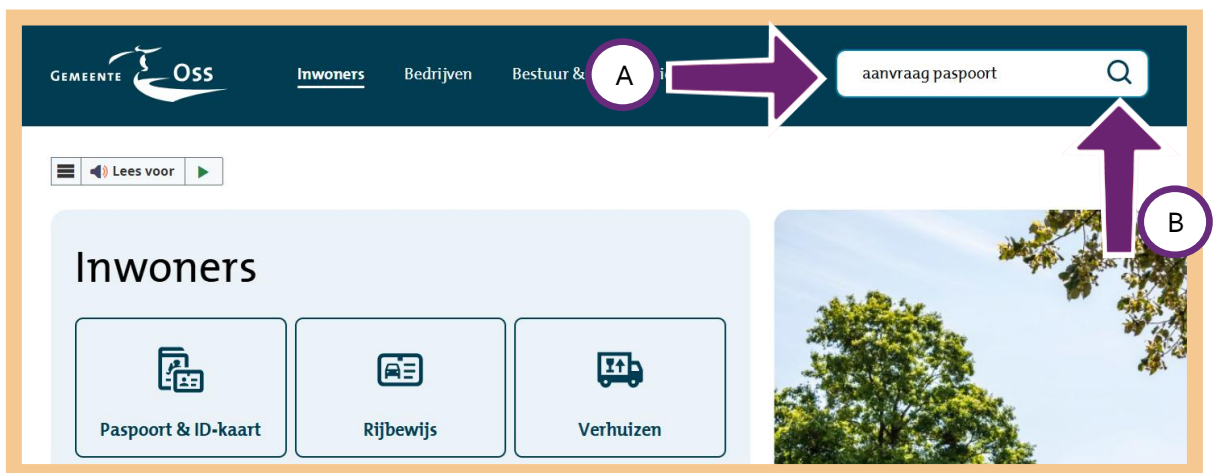 GEMEENTE Oss
Inwoners Bedrijven Bestuur &
A
aanvraag paspoort
Lees voor
B
Inwoners
Paspoort & ID-kaart
Rijbewijs
Verhuizen